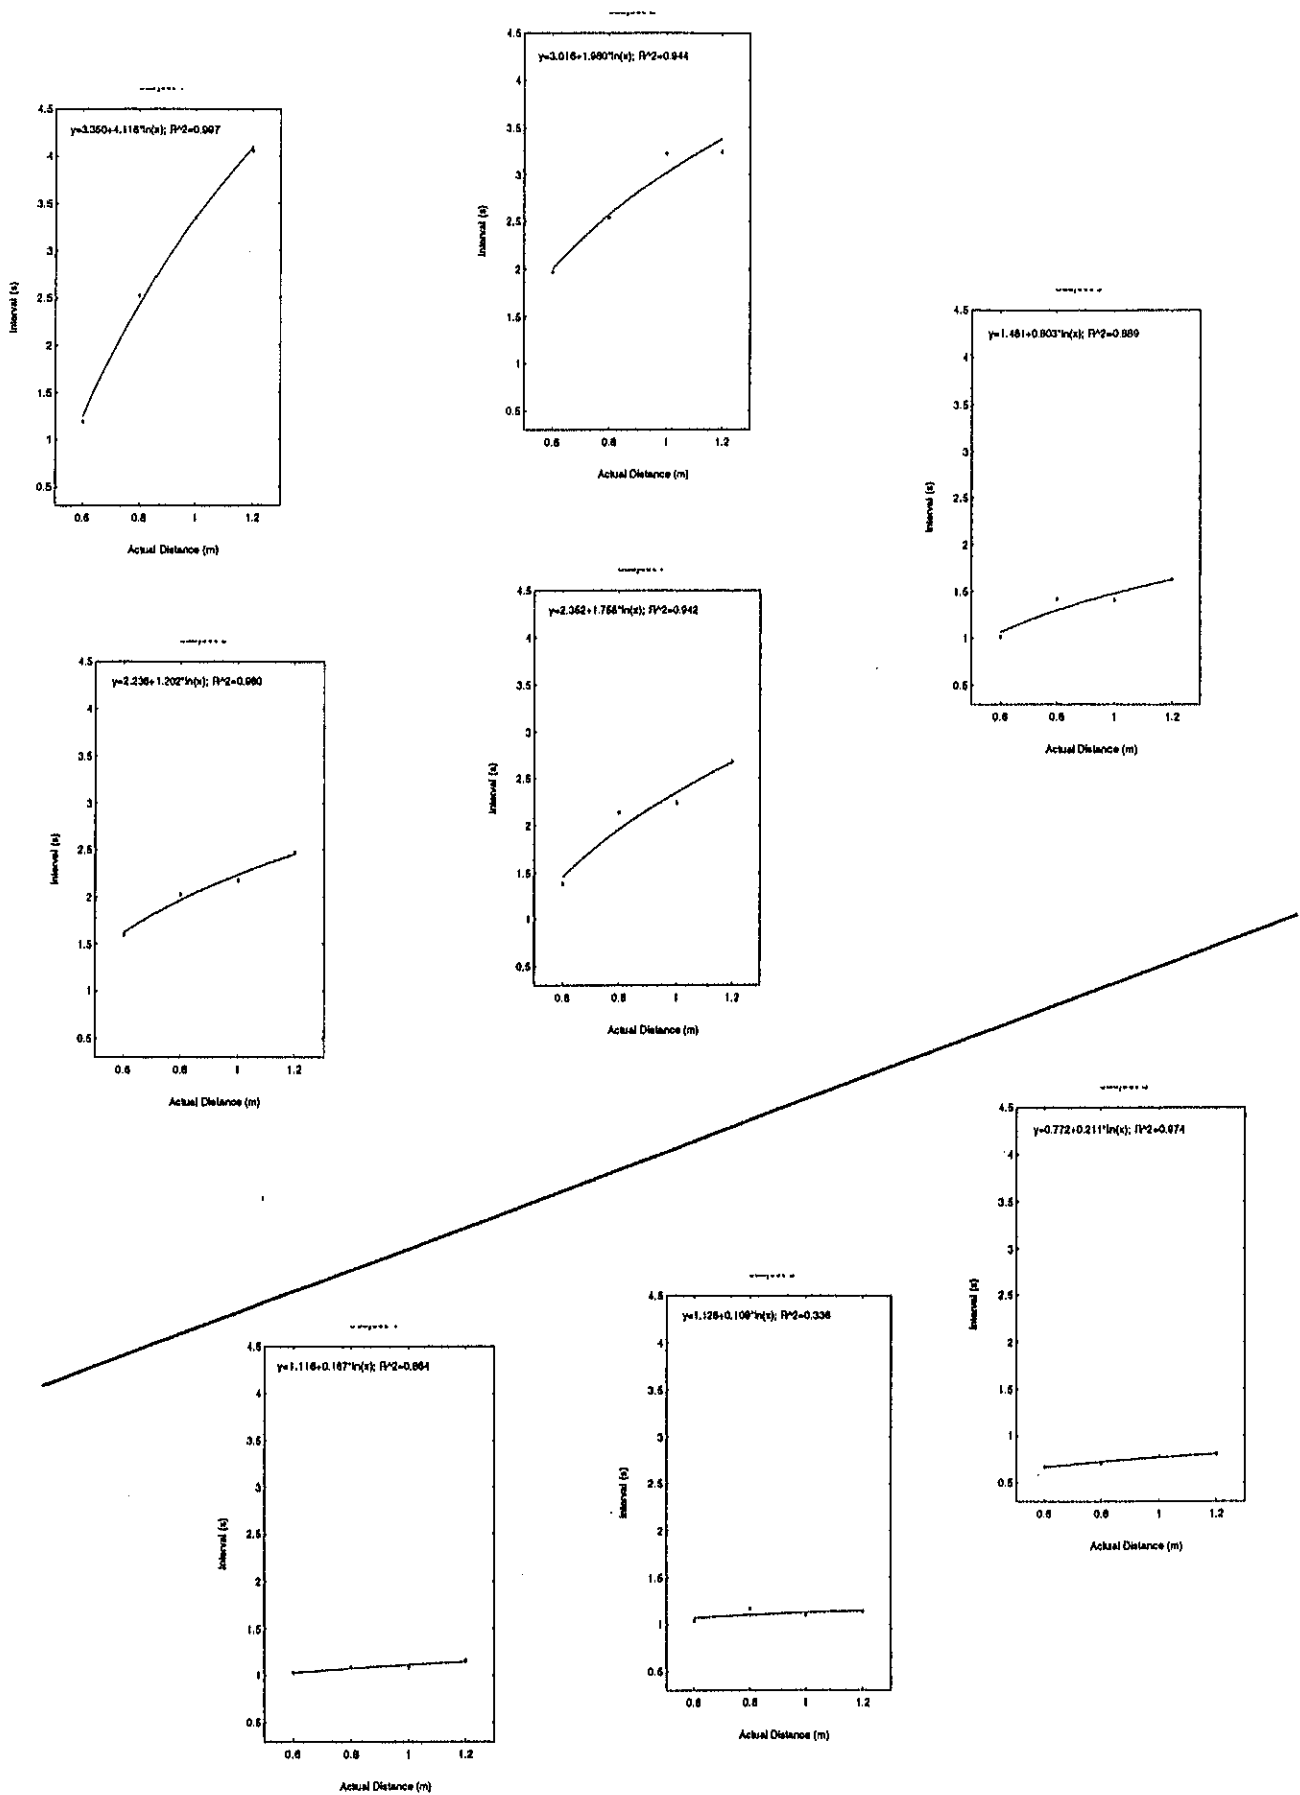 4.5
y=3.016+1.980*ln(x); R^2=0.944
4
3.5
3
2.5
2
1.5
1
0.5
Interval (s)
0.6 0.8 1 1.2
Actual Distance (m)
4.5
y=3.350+4.116*ln(x); R^2=0.997
4
3.5
3
2.5
2
1.5
1
0.5
Interval (s)
0.6 0.8 1 1.2
Actual Distance (m)
4.5
y=1.481+0.803*ln(x); R^2=0.889
4
3.5
3
2.5
2
1.5
1
0.5
Interval (s)
0.6 0.8 1 1.2
Actual Distance (m)
4.5
y=2.352+1.756*ln(x); R^2=0.942
4
3.5
3
2.5
2
1.5
1
0.5
Interval (s)
0.6 0.8 1 1.2
Actual Distance (m)
4.5
y=2.236+1.202*ln(x); R^2=0.980
4
3.5
3
2.5
2
1.5
1
0.5
Interval (s)
0.6 0.8 1 1.2
Actual Distance (m)
4.5
y=0.772+0.211*ln(x); R^2=0.974
4
3.5
3
2.5
2
1.5
1
0.5
Interval (s)
0.6 0.8 1 1.2
Actual Distance (m)
4.5
y=1.126+0.109*ln(x); R^2=0.336
4
3.5
3
2.5
2
1.5
1
0.5
Interval (s)
0.6 0.8 1 1.2
Actual Distance (m)
4.5
y=1.116+0.167*ln(x); R^2=0.864
4
3.5
3
2.5
2
1.5
1
0.5
Interval (s)
0.6 0.8 1 1.2
Actual Distance (m)